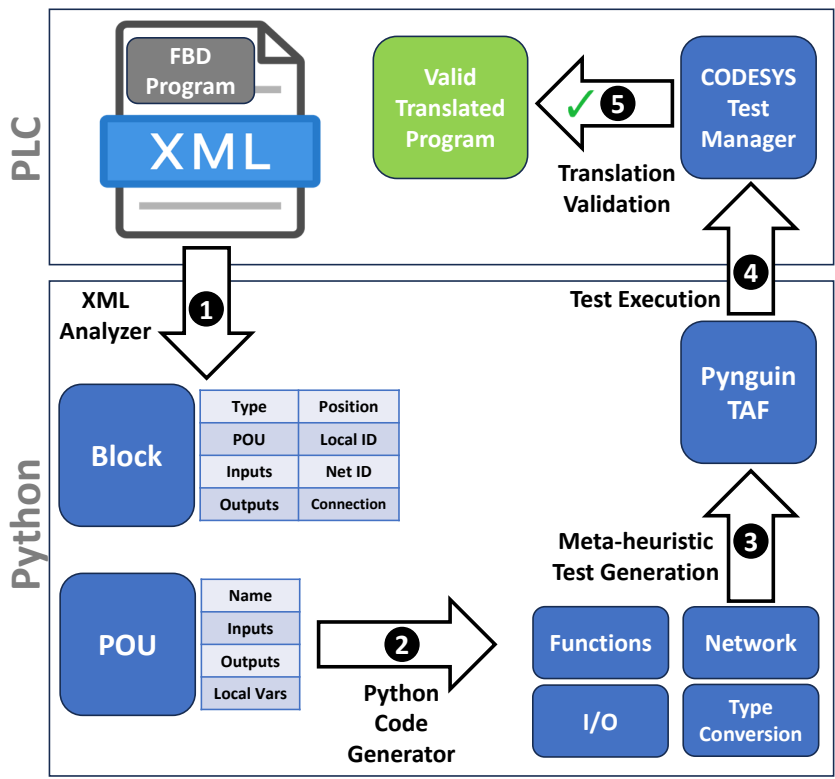 PLC
FBD
Program
XML
Valid
Translated
Program
5
CODESYS
Test
Manager
Translation
Validation
4
Test Execution
Python
XML
Analyzer
1
Block
Type Position
POU Local ID
Inputs Net ID
Outputs Connection
Pynguin
TAF
3
Meta-heuristic
Test Generation
POU
Name
Inputs
Outputs
Local Vars
2
Python
Code
Generator
Functions
Network
I/O
Type
Conversion